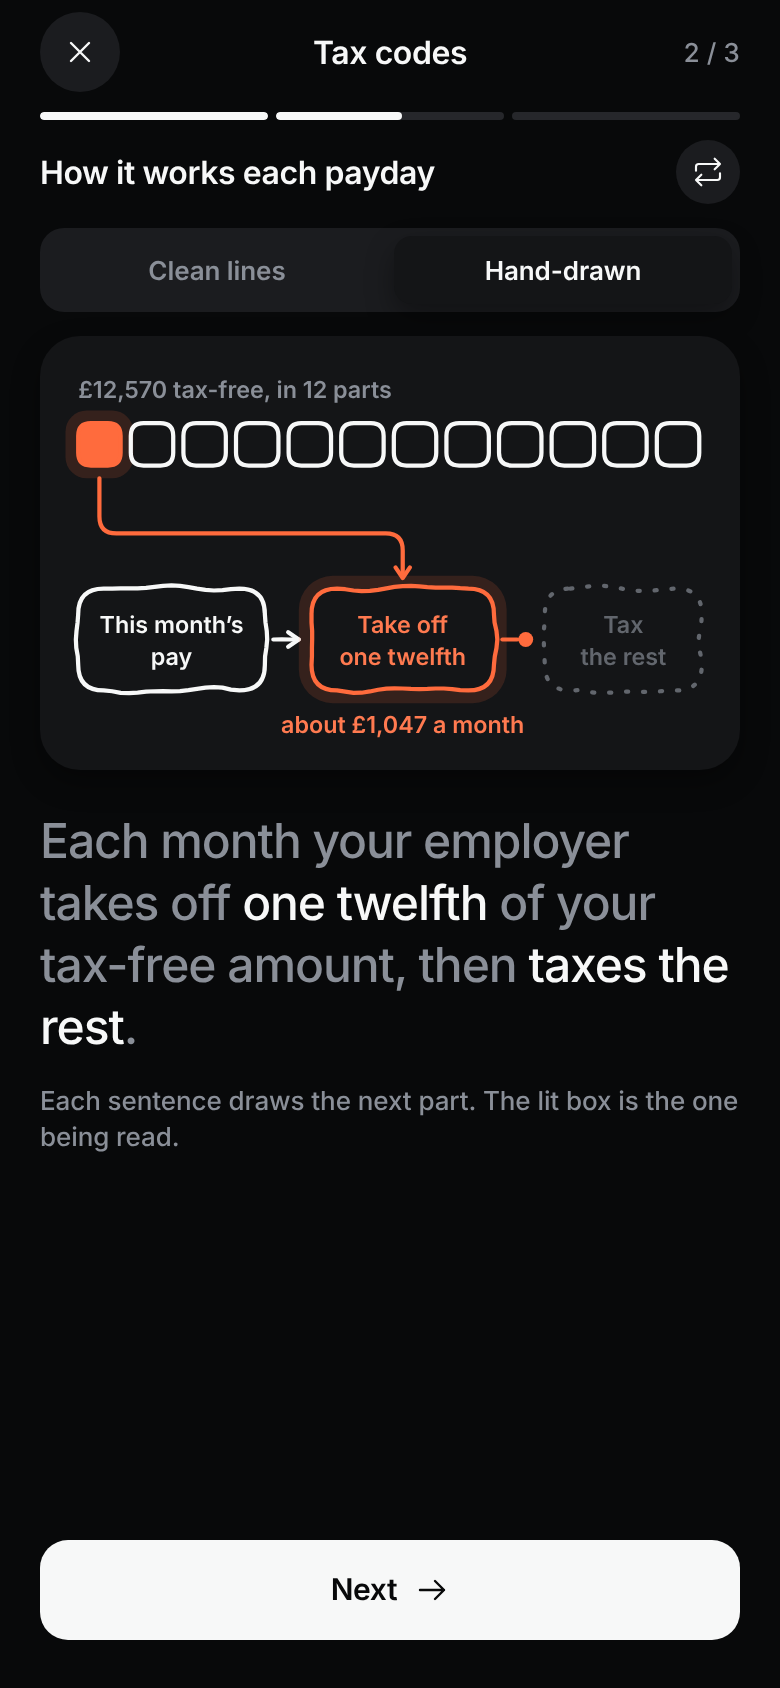 Tax codes
2 / 3
How it works each payday
Clean lines
Hand-drawn
£12,570 tax-free, in 12 parts
This month’s
pay
Take off
one twelfth
Tax
the rest
about £1,047 a month
Each month your employer
takes off one twelfth of your
tax-free amount, then taxes the
rest.
Each sentence draws the next part. The lit box is the one
being read.
Next